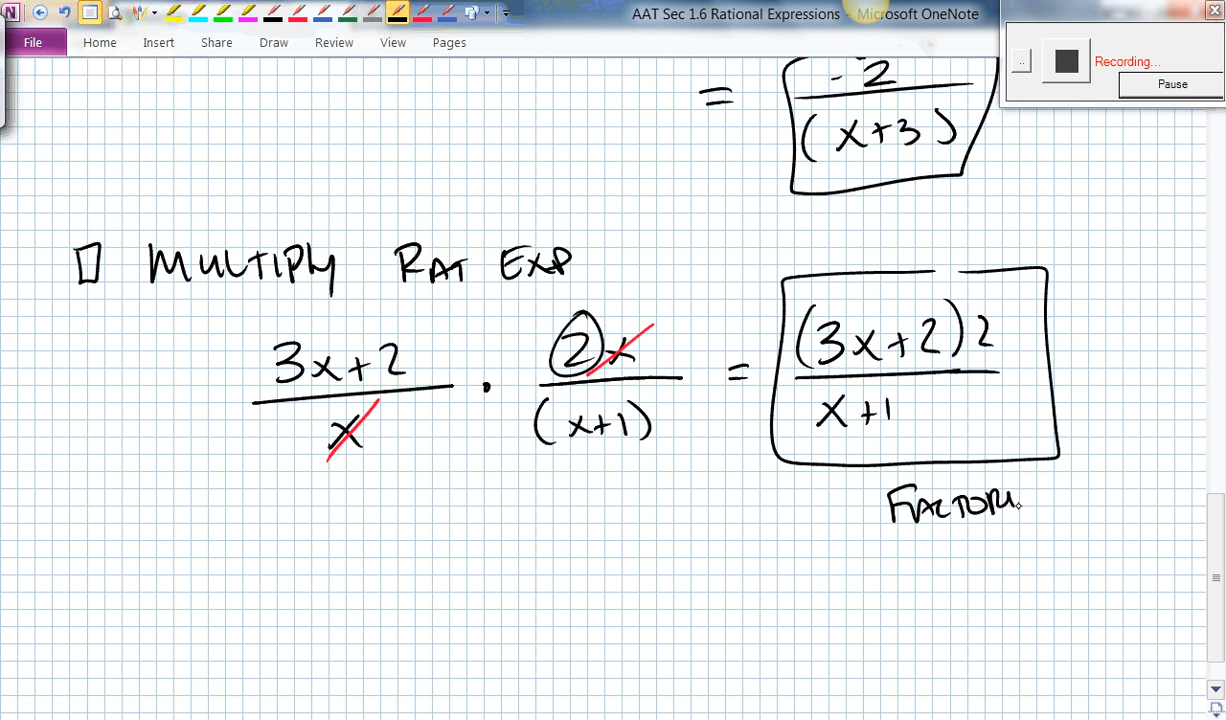 AAT Sec 1.6 Rational Expressions - Microsoft OneNote
File Home Insert Share Draw Review View Pages
Recording...
Pause
= -2/(x+3)
MULTIPLY RAT EXP
3x+2/x · 2x/(x+1) = (3x+2)2/x+1